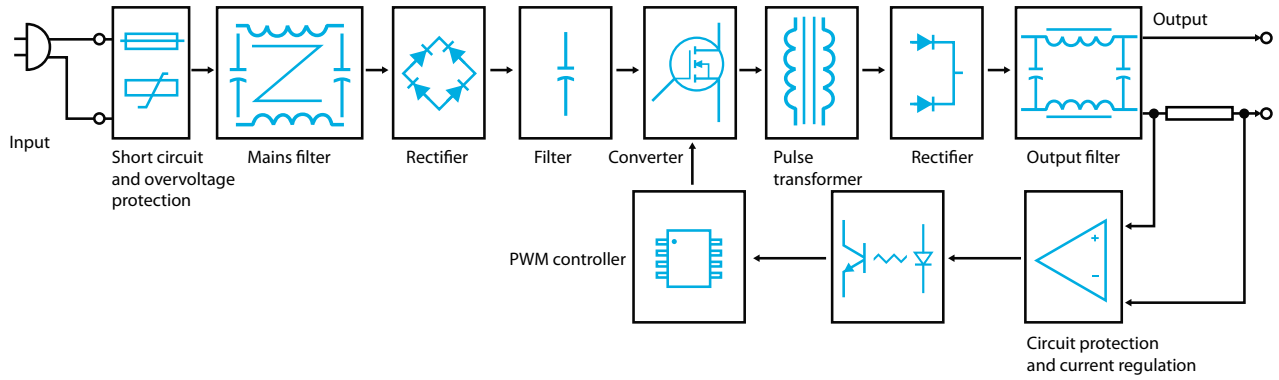 Output
Input
Short circuit
and overvoltage
protection
Mains filter
Rectifier
Filter
Converter
Pulse
transformer
Rectifier
Output filter
PWM controller
+
−
Circuit protection
and current regulation